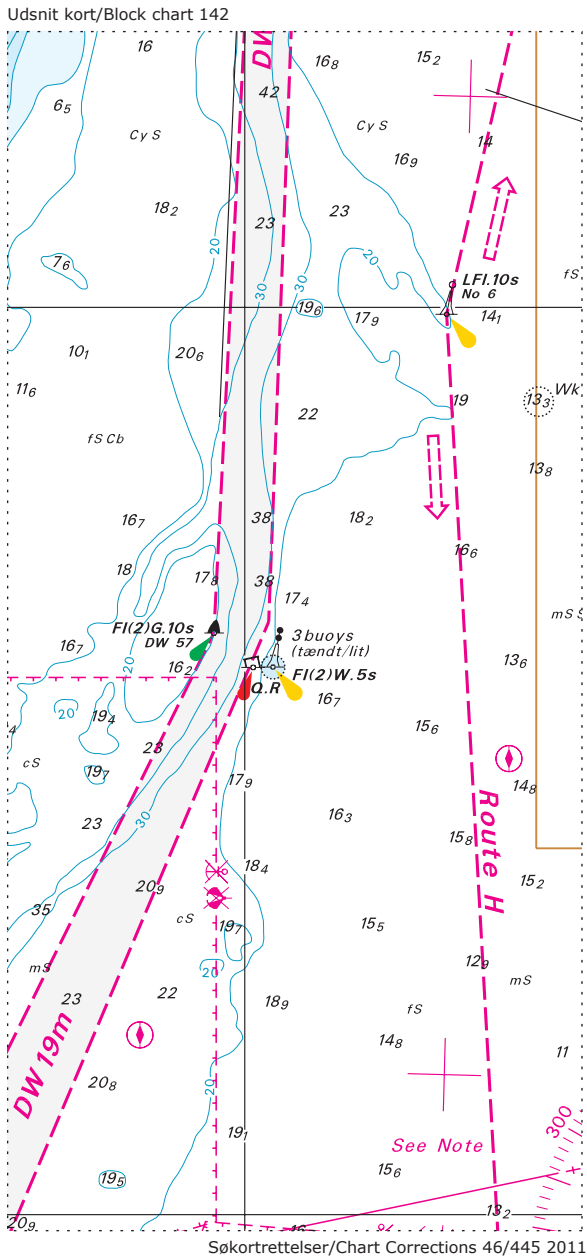 Udsnit kort/Block chart 142
16
DW
16₈
15₂
42
6₅
Cy S
Cy S
14
16₉
18₂
23
23
20
20
7₆
30
30
LFl.10s
No 6
fS
19₆
17₉
14₁
10₁
20₆
11₆
19
13₃
Wk
22
fS Cb
13₈
16₇
38
18₂
18
17₈
38
16₆
17₄
mS
Fl(2)G.10s
DW 57
3 buoys
(tændt/lit)
16₇
16₂
20
Fl(2)W.5s
13₆
Q.R
16₇
20
19₄
4
23
15₆
cS
19₇
17₉
14₈
23
30
16₃
Route H
15₈
18₄
20₉
15₂
35
cS
19₇
15₅
mS
20
12₉
mS
23
22
18₉
fS
DW 19m
14₈
11
20₈
20
19₁
300
See Note
19₅
15₆
20₉
13₂
16
Søkortrettelser/Chart Corrections 46/445 2011